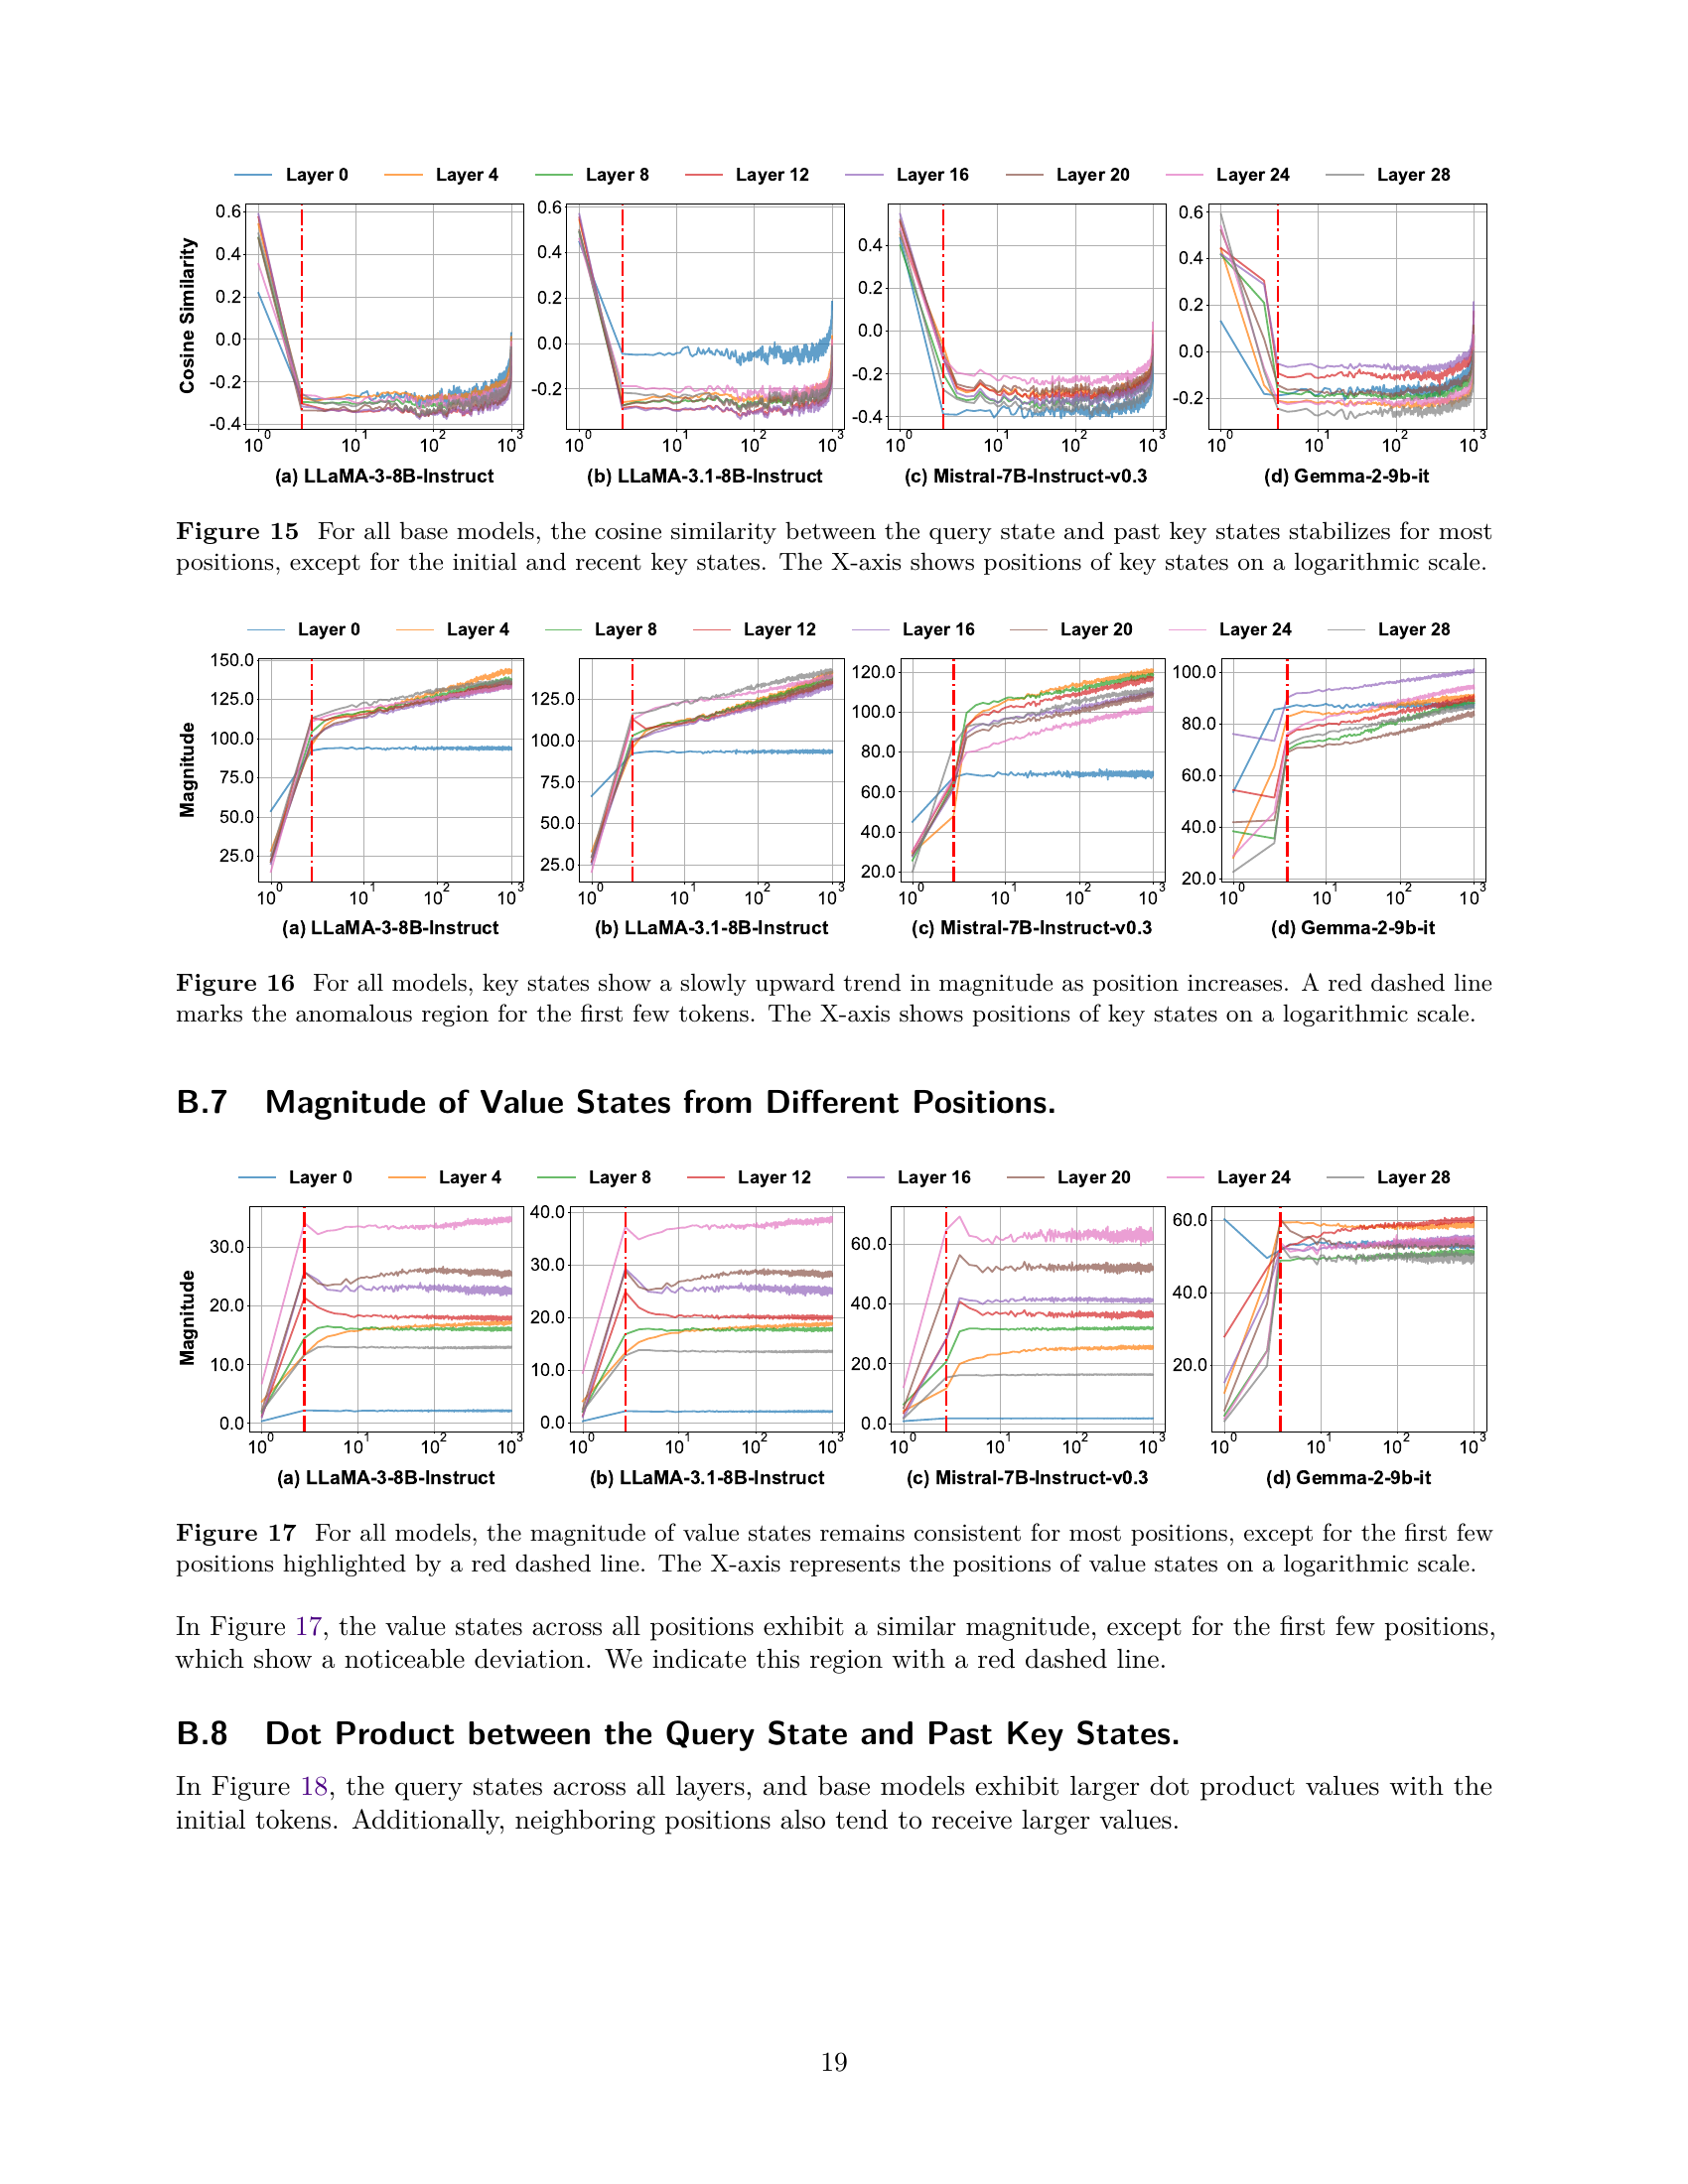 Layer 0 Layer 4 Layer 8 Layer 12 Layer 16 Layer 20 Layer 24 Layer 28
Cosine Similarity
0.6
0.4
0.2
0.0
-0.2
-0.4
10^0 10^1 10^2 10^3
(a) LLaMA-3-8B-Instruct
0.6
0.4
0.2
0.0
-0.2
10^0 10^1 10^2 10^3
(b) LLaMA-3.1-8B-Instruct
0.4
0.2
0.0
-0.2
-0.4
10^0 10^1 10^2 10^3
(c) Mistral-7B-Instruct-v0.3
0.6
0.4
0.2
0.0
-0.2
10^0 10^1 10^2 10^3
(d) Gemma-2-9b-it
Figure 15 For all base models, the cosine similarity between the query state and past key states stabilizes for most
positions, except for the initial and recent key states. The X-axis shows positions of key states on a logarithmic scale.
Layer 0 Layer 4 Layer 8 Layer 12 Layer 16 Layer 20 Layer 24 Layer 28
Magnitude
150.0
125.0
100.0
75.0
50.0
25.0
10^0 10^1 10^2 10^3
(a) LLaMA-3-8B-Instruct
125.0
100.0
75.0
50.0
25.0
10^0 10^1 10^2 10^3
(b) LLaMA-3.1-8B-Instruct
120.0
100.0
80.0
60.0
40.0
20.0
10^0 10^1 10^2 10^3
(c) Mistral-7B-Instruct-v0.3
100.0
80.0
60.0
40.0
20.0
10^0 10^1 10^2 10^3
(d) Gemma-2-9b-it
Figure 16 For all models, key states show a slowly upward trend in magnitude as position increases. A red dashed line
marks the anomalous region for the first few tokens. The X-axis shows positions of key states on a logarithmic scale.
B.7 Magnitude of Value States from Different Positions.
Layer 0 Layer 4 Layer 8 Layer 12 Layer 16 Layer 20 Layer 24 Layer 28
Magnitude
30.0
20.0
10.0
0.0
10^0 10^1 10^2 10^3
(a) LLaMA-3-8B-Instruct
40.0
30.0
20.0
10.0
0.0
10^0 10^1 10^2 10^3
(b) LLaMA-3.1-8B-Instruct
60.0
40.0
20.0
0.0
10^0 10^1 10^2 10^3
(c) Mistral-7B-Instruct-v0.3
60.0
40.0
20.0
10^0 10^1 10^2 10^3
(d) Gemma-2-9b-it
Figure 17 For all models, the magnitude of value states remains consistent for most positions, except for the first few
positions highlighted by a red dashed line. The X-axis represents the positions of value states on a logarithmic scale.
In Figure 17, the value states across all positions exhibit a similar magnitude, except for the first few positions,
which show a noticeable deviation. We indicate this region with a red dashed line.
B.8 Dot Product between the Query State and Past Key States.
In Figure 18, the query states across all layers, and base models exhibit larger dot product values with the
initial tokens. Additionally, neighboring positions also tend to receive larger values.
19